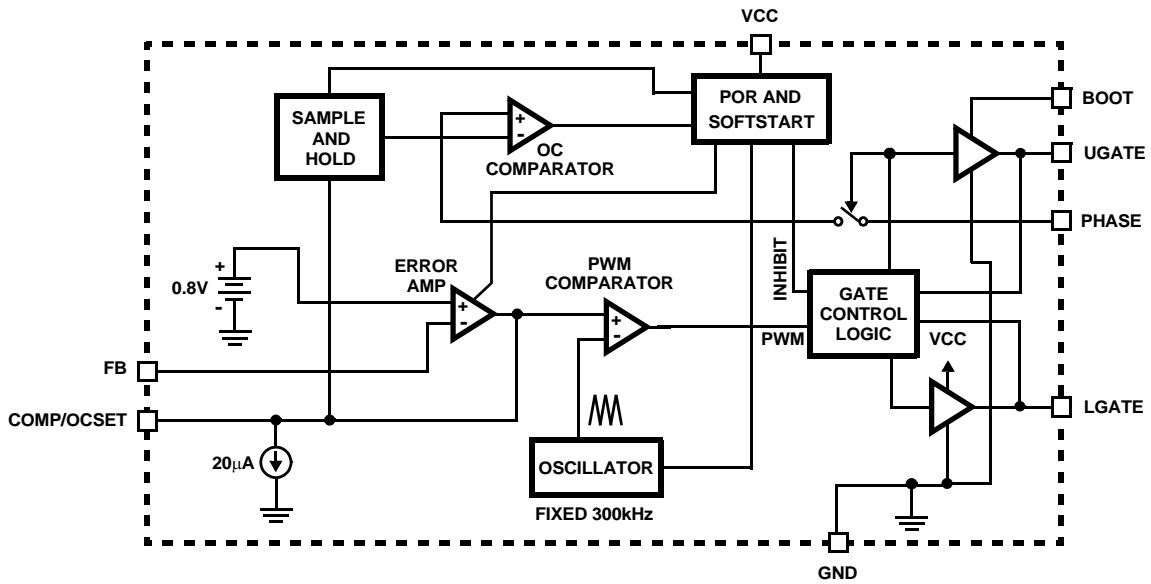 VCC
SAMPLE
AND
HOLD
+
-
OC
COMPARATOR
POR AND
SOFTSTART
BOOT
UGATE
PHASE
+
0.8V
-
ERROR
AMP
+
-
PWM
COMPARATOR
+
-
INHIBIT
GATE
CONTROL
LOGIC
PWM
VCC
FB
COMP/OCSET
LGATE
20µA
OSCILLATOR
FIXED 300kHz
GND